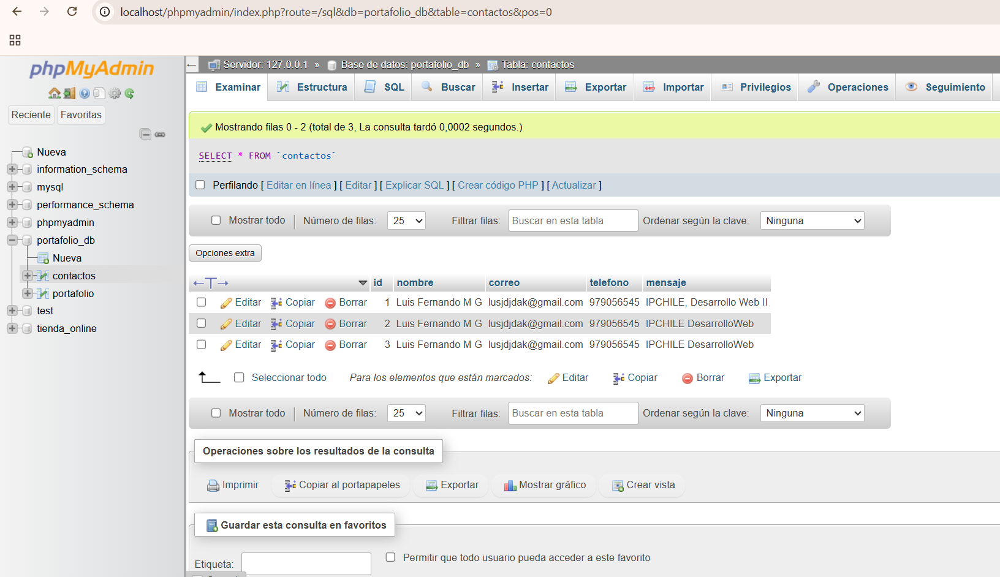 localhost/phpmyadmin/index.php?route=/sql&db=portafolio_db&table=contactos&pos=0
phpMyAdmin
Reciente Favoritas
Nueva
information_schema
mysql
performance_schema
phpmyadmin
portafolio_db
Nueva
contactos
portafolio
test
tienda_online
Servidor: 127.0.0.1 » Base de datos: portafolio_db » Tabla: contactos
Examinar Estructura SQL Buscar Insertar Exportar Importar Privilegios Operaciones Seguimiento
Mostrando filas 0 - 2 (total de 3, La consulta tardó 0,0002 segundos.)
SELECT * FROM `contactos`
Perfilando [ Editar en línea ] [ Editar ] [ Explicar SQL ] [ Crear código PHP ] [ Actualizar ]
Mostrar todo | Número de filas: 25 Filtrar filas: Buscar en esta tabla Ordenar según la clave: Ninguna
Opciones extra
id nombre correo telefono mensaje
Editar Copiar Borrar 1 Luis Fernando M G lusjdjdak@gmail.com 979056545 IPCHILE, Desarrollo Web II
Editar Copiar Borrar 2 Luis Fernando M G lusjdjdak@gmail.com 979056545 IPCHILE DesarrolloWeb
Editar Copiar Borrar 3 Luis Fernando M G lusjdjdak@gmail.com 979056545 IPCHILE DesarrolloWeb
Seleccionar todo Para los elementos que están marcados: Editar Copiar Borrar Exportar
Mostrar todo | Número de filas: 25 Filtrar filas: Buscar en esta tabla Ordenar según la clave: Ninguna
Operaciones sobre los resultados de la consulta
Imprimir Copiar al portapapeles Exportar Mostrar gráfico Crear vista
Guardar esta consulta en favoritos
Etiqueta: Permitir que todo usuario pueda acceder a este favorito